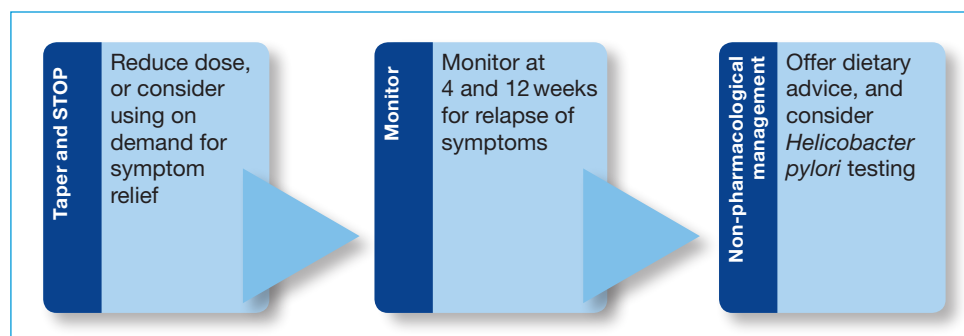 Taper and STOP
Reduce dose,
or consider
using on
demand for
symptom
relief
Monitor
Monitor at
4 and 12 weeks
for relapse of
symptoms
Non-pharmacological
management
Offer dietary
advice, and
consider
Helicobacter
pylori testing